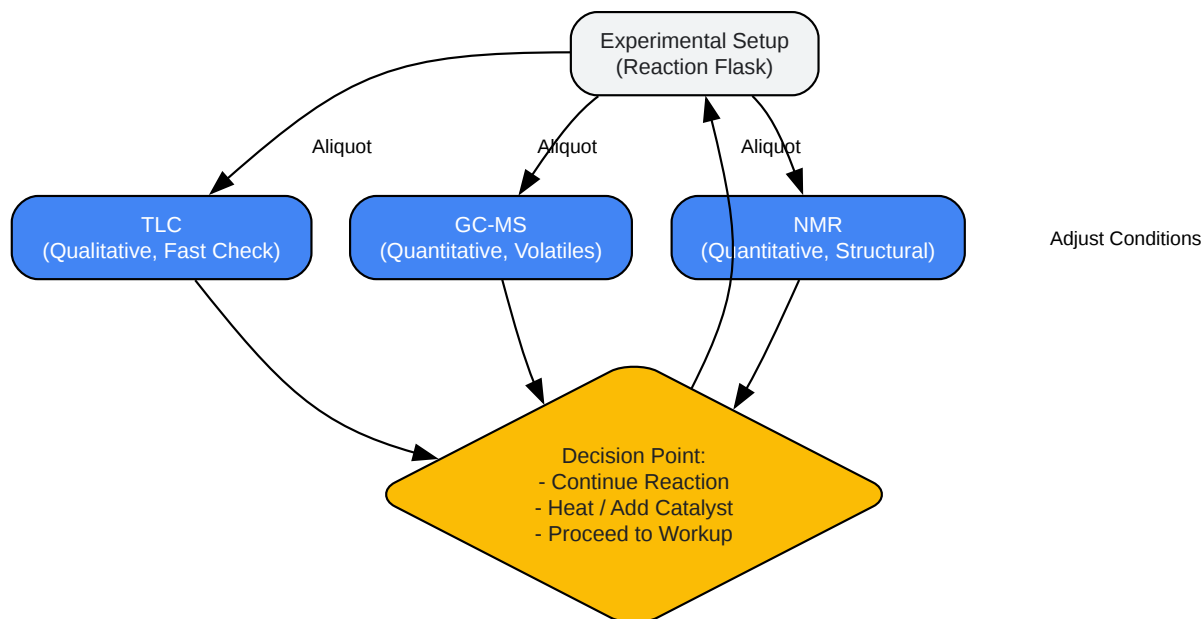 Experimental Setup
(Reaction Flask)
Aliquot
Aliquot
Aliquot
TLC
(Qualitative, Fast Check)
GC-MS
(Quantitative, Volatiles)
NMR
(Quantitative, Structural)
Adjust Conditions
Decision Point:
- Continue Reaction
- Heat / Add Catalyst
- Proceed to Workup